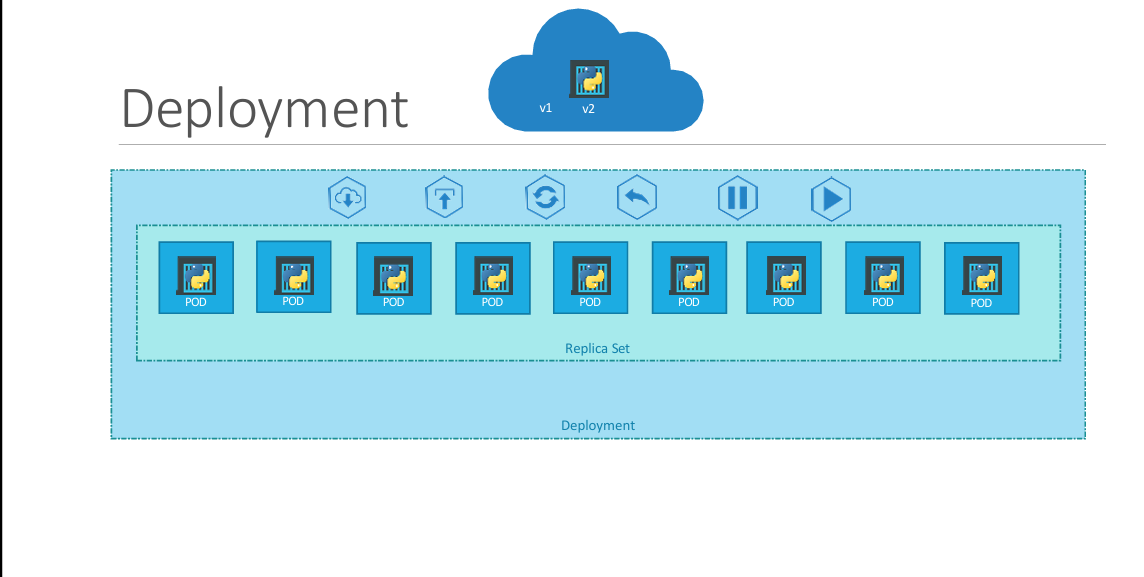 Deployment
v1 v2
POD POD POD POD POD POD POD POD POD
Replica Set
Deployment